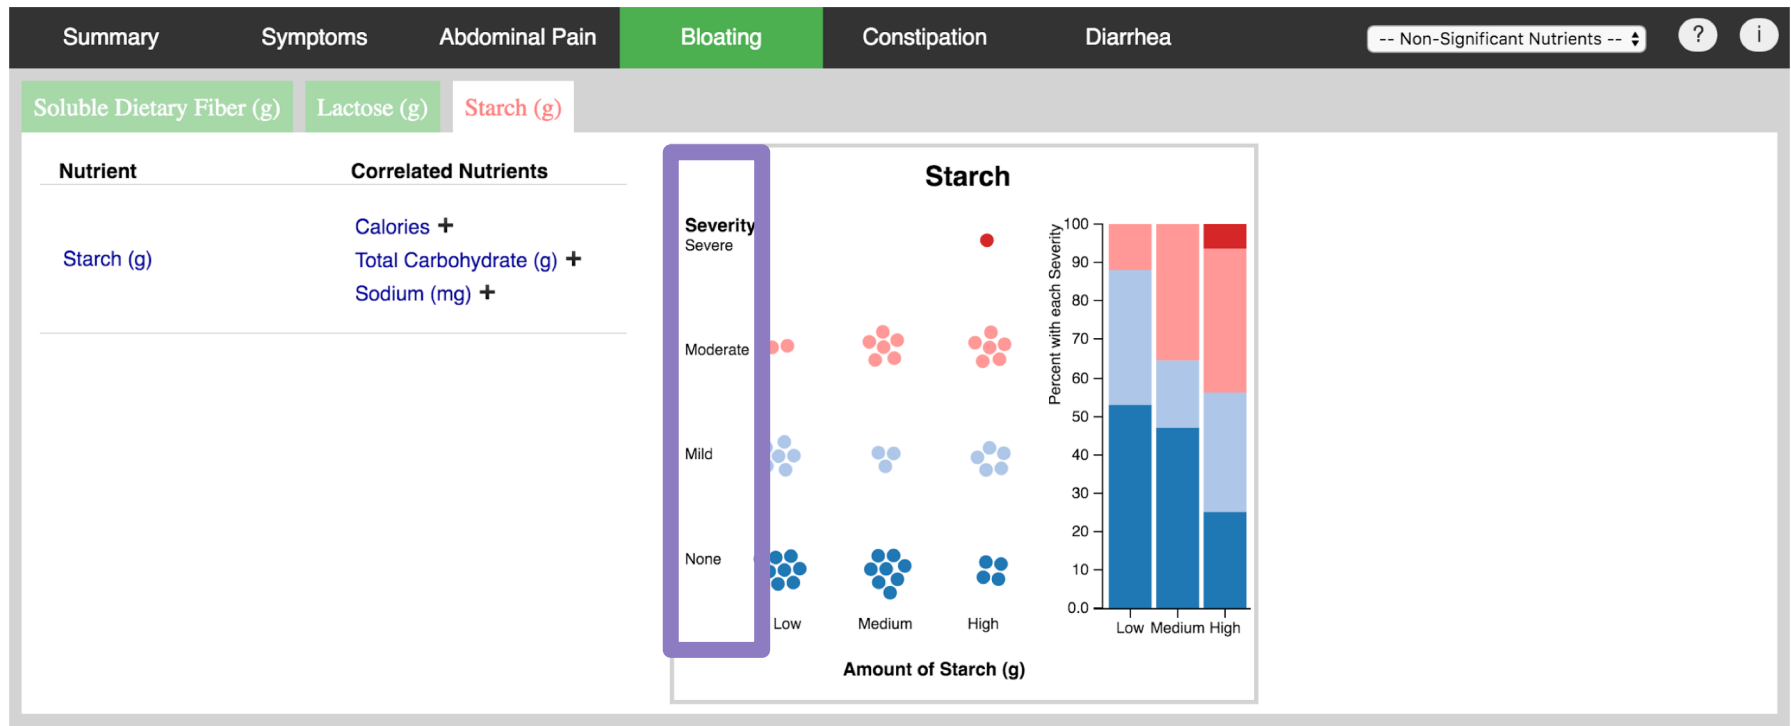 Summary Symptoms Abdominal Pain Bloating Constipation Diarrhea -- Non-Significant Nutrients -- ? i
Soluble Dietary Fiber (g) Lactose (g) Starch (g)
Nutrient Correlated Nutrients
Starch (g)
Calories +
Total Carbohydrate (g) +
Sodium (mg) +
Starch
Severity
Severe
Moderate
Mild
None
Low Medium High
Amount of Starch (g)
Percent with each Severity
100
90
80
70
60
50
40
30
20
10
0.0
Low Medium High